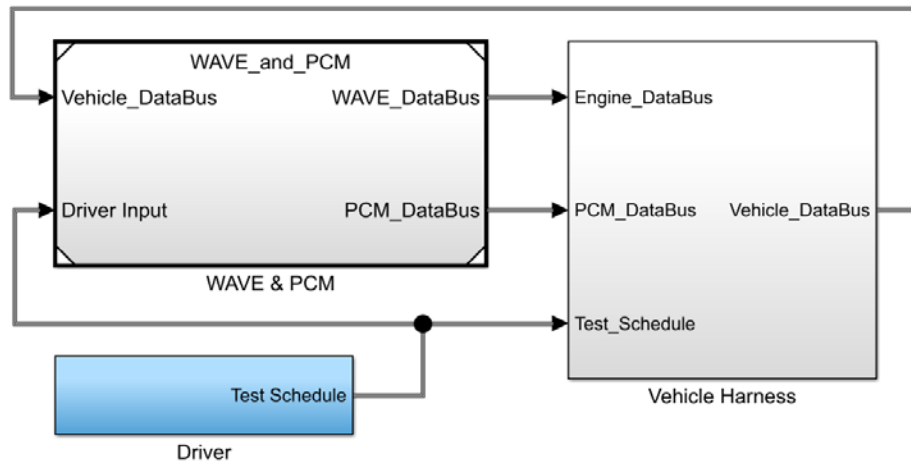 WAVE_and_PCM
Vehicle_DataBus
WAVE_DataBus
Driver Input
PCM_DataBus
WAVE & PCM
Engine_DataBus
PCM_DataBus
Vehicle_DataBus
Test_Schedule
Vehicle Harness
Test Schedule
Driver